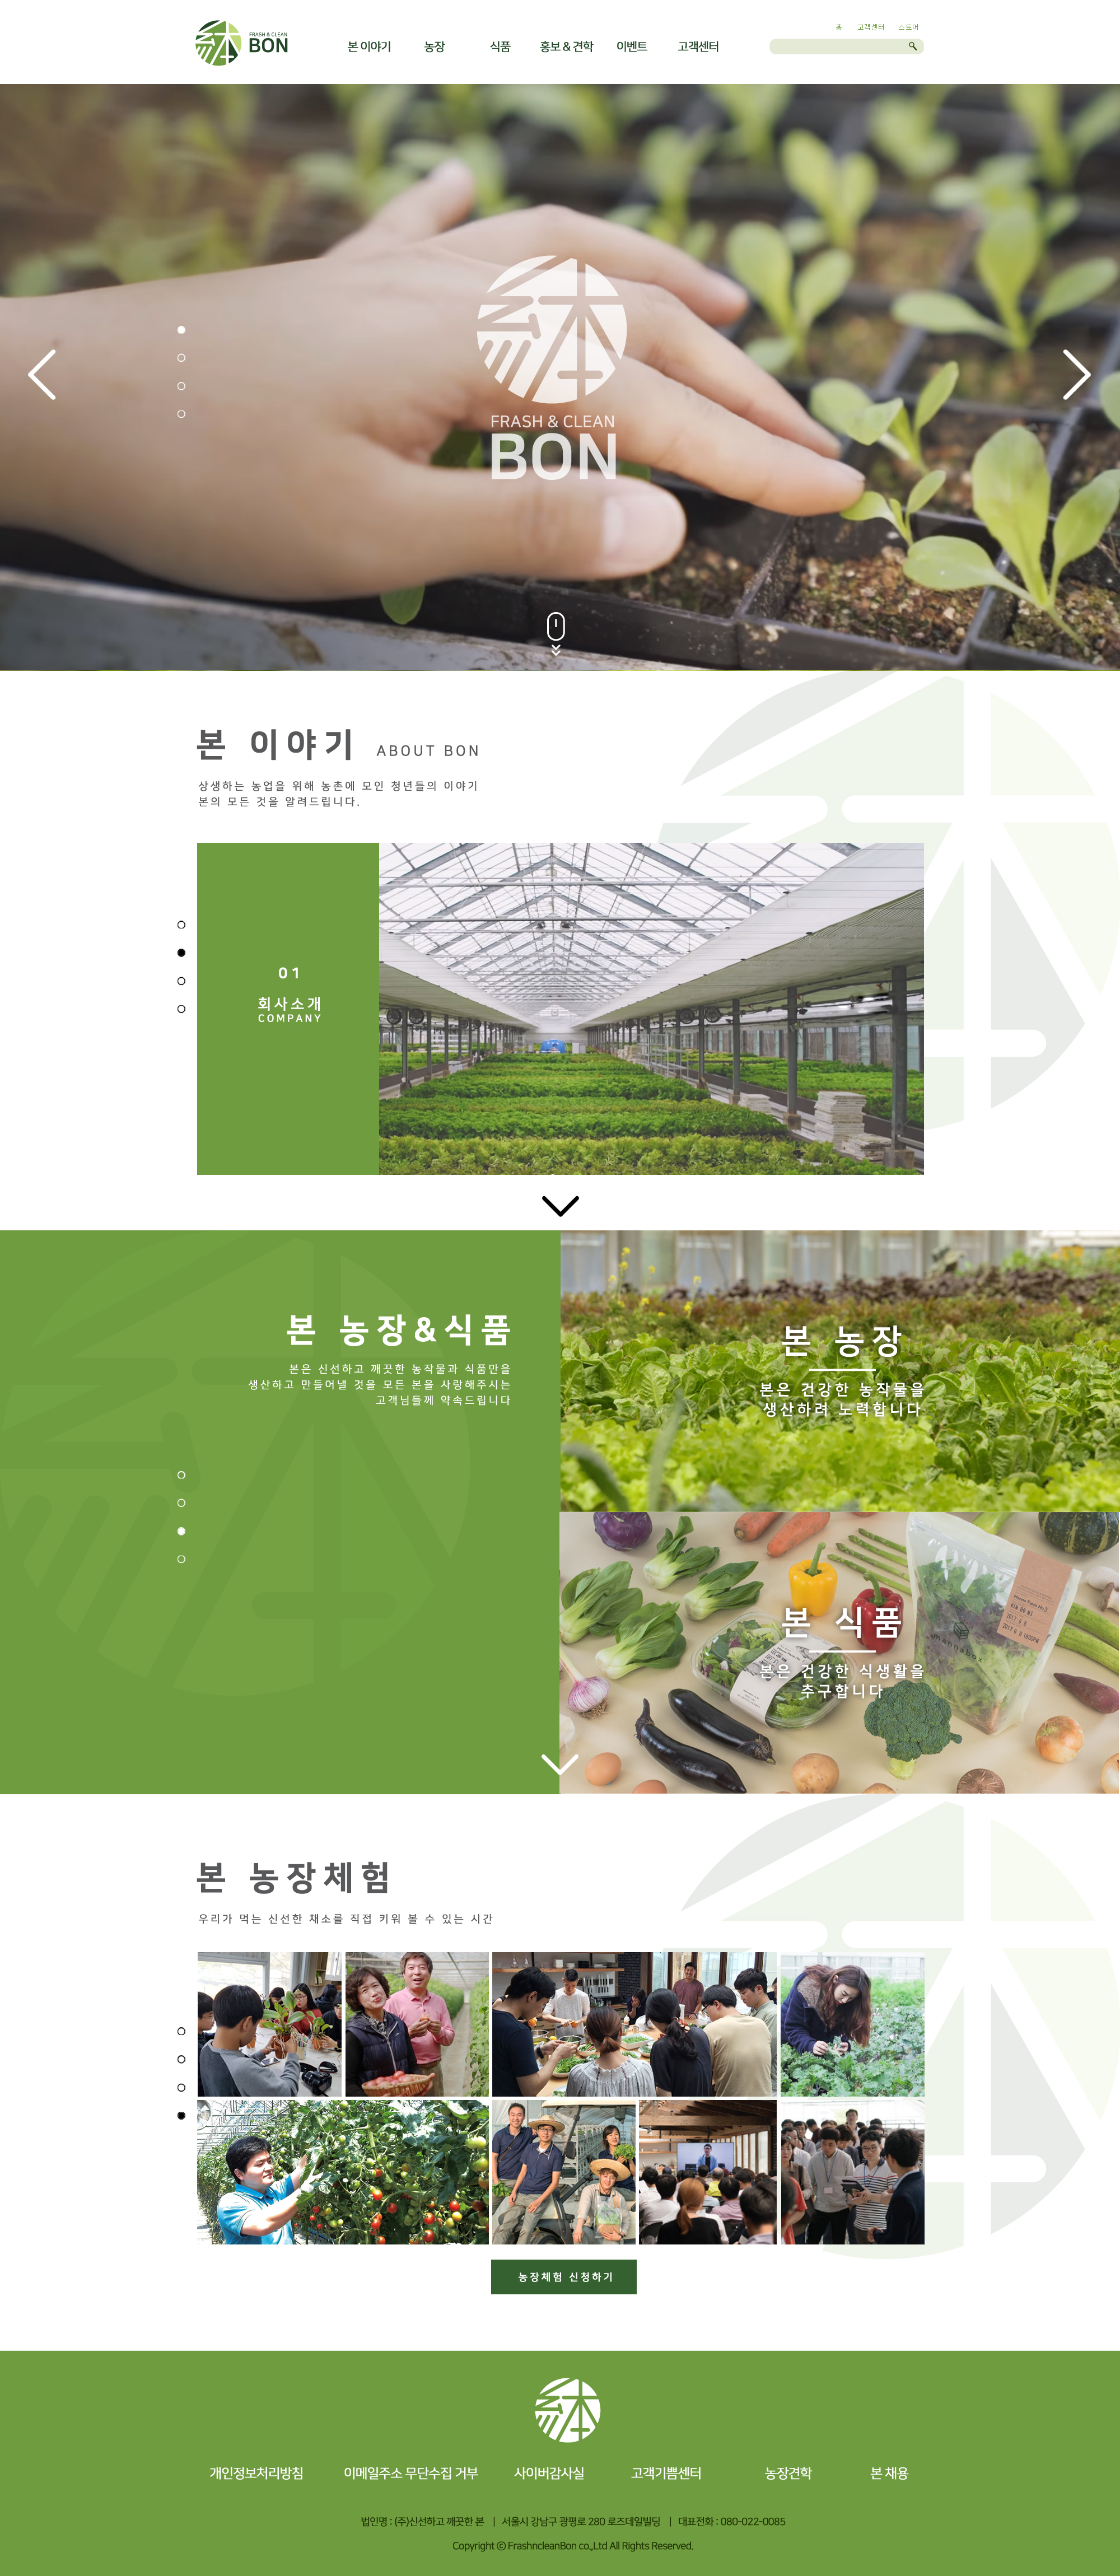 FRASH & CLEAN
BON
본 이야기 농장 식품 홍보 & 견학 이벤트 고객센터
홈 고객센터 스토어
FRASH & CLEAN
BON
본 이야기 ABOUT BON
상생하는 농업을 위해 농촌에 모인 청년들의 이야기
본의 모든 것을 알려드립니다.
01
회사소개
COMPANY
본 농장&식품
본은 신선하고 깨끗한 농작물과 식품만을
생산하고 만들어낼 것을 모든 본을 사랑해주시는
고객님들께 약속드립니다
본 농장
본은 건강한 농작물을
생산하려 노력합니다
본 식품
본은 건강한 식생활을
추구합니다
본 농장체험
우리가 먹는 신선한 채소를 직접 키워 볼 수 있는 시간
농장체험 신청하기
개인정보처리방침 이메일주소 무단수집 거부 사이버감사실 고객기쁨센터 농장견학 본 채용
법인명 : (주)신선하고 깨끗한 본 | 서울시 강남구 광평로 280 로즈데일빌딩 | 대표전화 : 080-022-0085
Copyright ⓒ FrashncleanBon co.,Ltd All Rights Reserved.